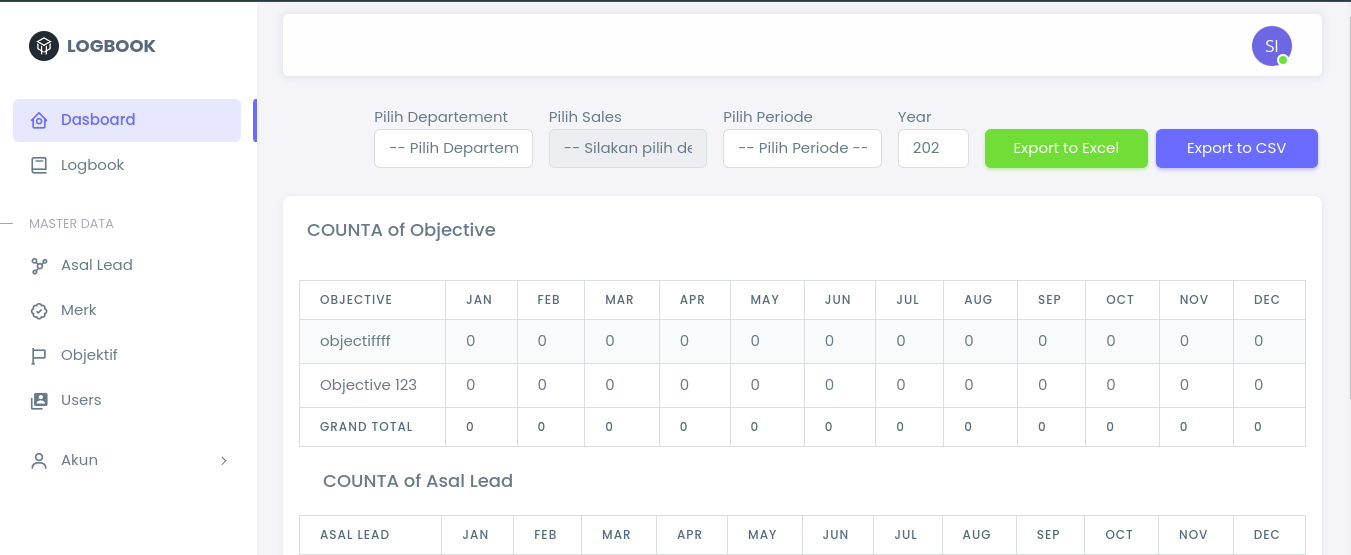 LOGBOOK
SI
Dasboard
Logbook
MASTER DATA
Asal Lead
Merk
Objektif
Users
Akun
Pilih Departement
Pilih Sales
Pilih Periode
Year
-- Pilih Departem
-- Silakan pilih de
-- Pilih Periode --
202
Export to Excel
Export to CSV
COUNTA of Objective
OBJECTIVE JAN FEB MAR APR MAY JUN JUL AUG SEP OCT NOV DEC
objectiffff 0 0 0 0 0 0 0 0 0 0 0 0
Objective 123 0 0 0 0 0 0 0 0 0 0 0 0
GRAND TOTAL 0 0 0 0 0 0 0 0 0 0 0 0
COUNTA of Asal Lead
ASAL LEAD JAN FEB MAR APR MAY JUN JUL AUG SEP OCT NOV DEC